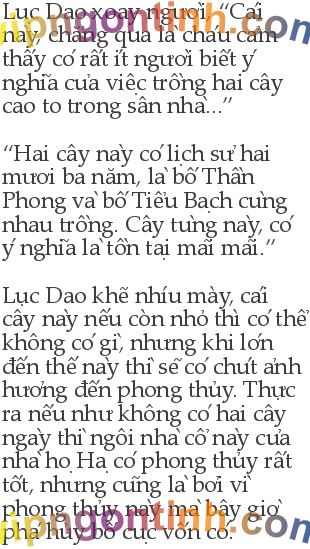 Lục Dao xoay người, “Cái
này, chẳng qua là cháu cảm
thấy có rất ít người biết ý
nghĩa của việc trồng hai cây
cao to trong sân nhà...”
“Hai cây này có lịch sử hai
mươi ba năm, là bố Thần
Phong và bố Tiểu Bạch cùng
nhau trồng. Cây tùng này, có
ý nghĩa là tồn tại mãi mãi.”
Lục Dao khẽ nhíu mày, cái
cây này nếu còn nhỏ thì có thể
không có gì, nhưng khi lớn
đến thế này thì sẽ có chút ảnh
hưởng đến phong thủy. Thực
ra nếu như không có hai cây
ngày thì ngôi nhà cổ này của
nhà họ Hạ có phong thủy rất
tốt, nhưng cũng là bởi vì
phong thủy này mà bây giờ
phá hủy bố cục vốn có.
vipngontinh.com
vipngontinh.com